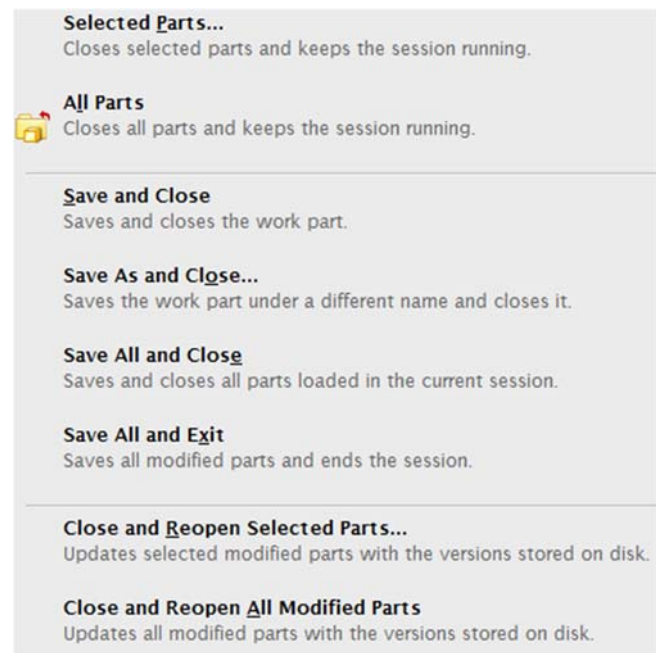 Selected Parts...
Closes selected parts and keeps the session running.
All Parts
Closes all parts and keeps the session running.
Save and Close
Saves and closes the work part.
Save As and Close...
Saves the work part under a different name and closes it.
Save All and Close
Saves and closes all parts loaded in the current session.
Save All and Exit
Saves all modified parts and ends the session.
Close and Reopen Selected Parts...
Updates selected modified parts with the versions stored on disk.
Close and Reopen All Modified Parts
Updates all modified parts with the versions stored on disk.